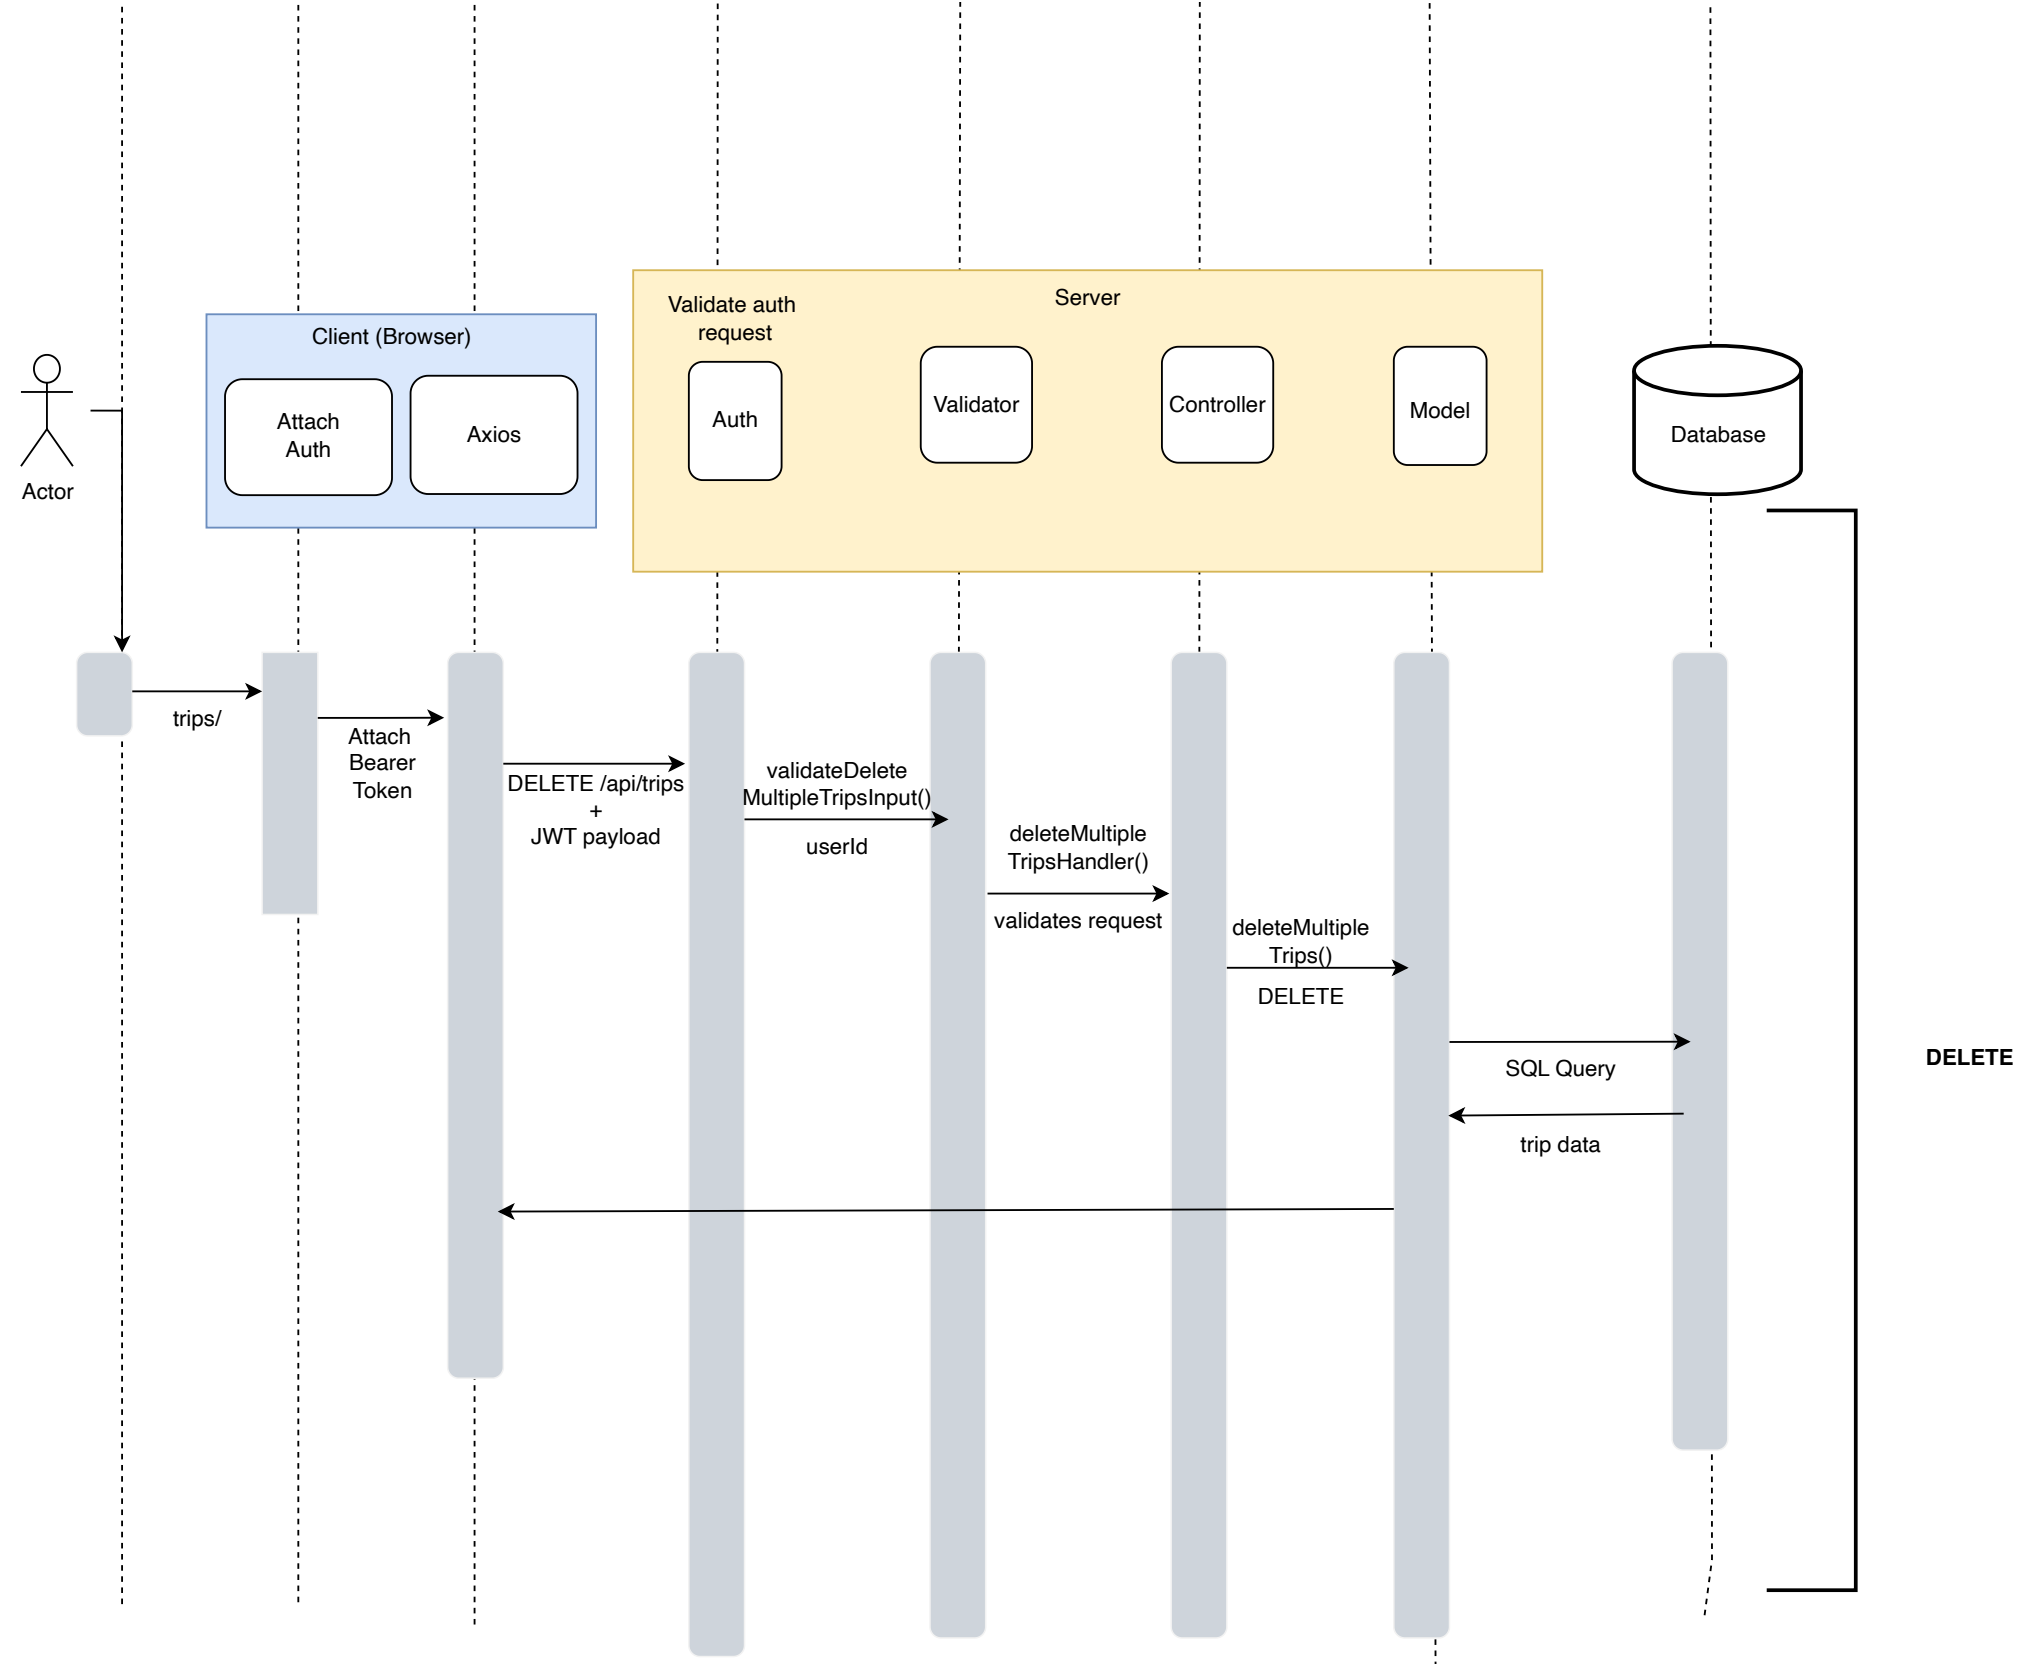 Validate auth
request
Server
Client (Browser)
Attach
Auth
Axios
Auth
Validator
Controller
Model
Database
Actor
trips/
Attach
Bearer
Token
DELETE /api/trips
+
JWT payload
validateDelete
MultipleTripsInput()
userId
deleteMultiple
TripsHandler()
validates request
deleteMultiple
Trips()
DELETE
SQL Query
trip data
DELETE